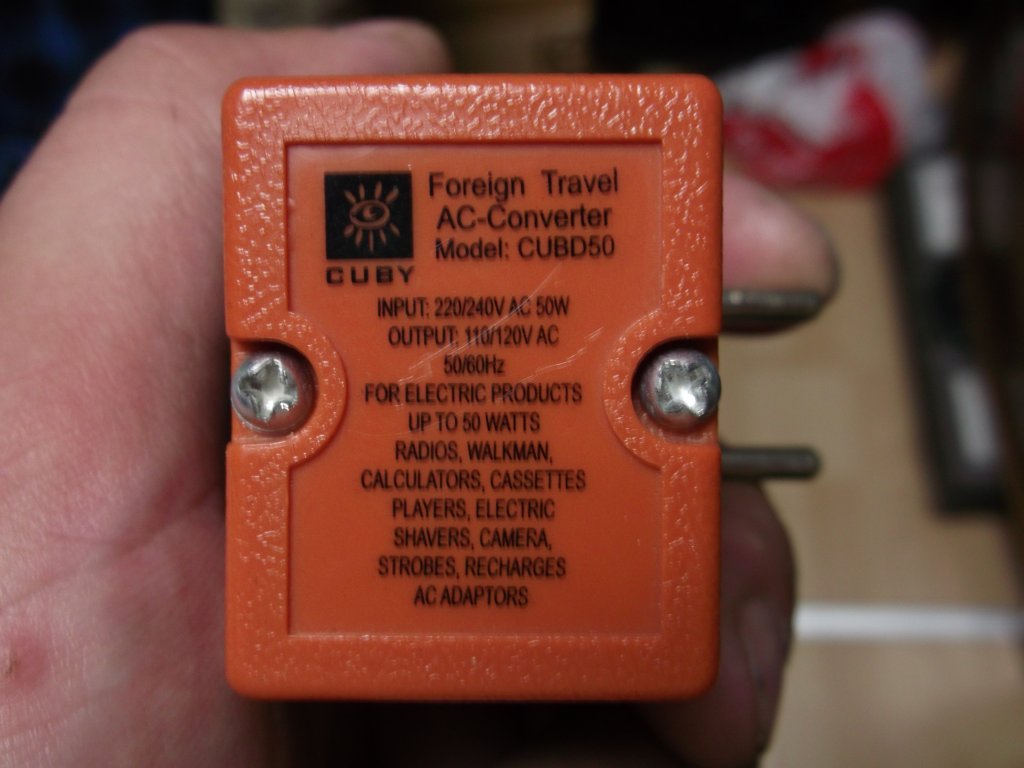 Foreign Travel
AC-Converter
Model: CUBD50
CUBY
INPUT: 220/240V AC 50W
OUTPUT: 110/120V AC
50/60Hz
FOR ELECTRIC PRODUCTS
UP TO 50 WATTS
RADIOS, WALKMAN,
CALCULATORS, CASSETTES
PLAYERS, ELECTRIC
SHAVERS, CAMERA,
STROBES, RECHARGES
AC ADAPTORS